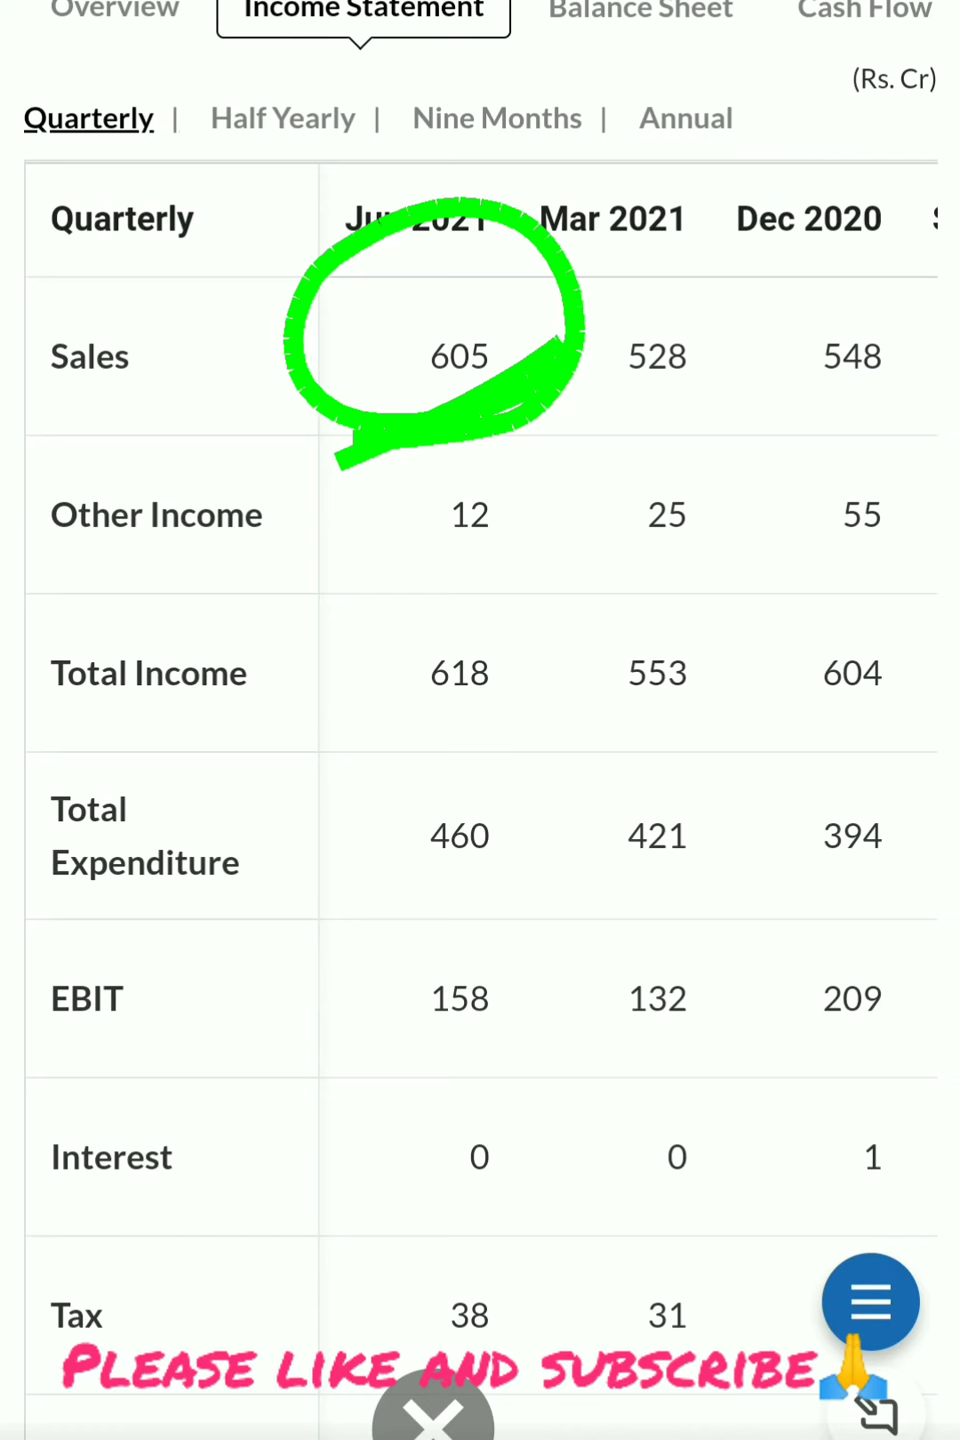 Overview Income Statement Balance Sheet Cash Flow
(Rs. Cr)
Quarterly | Half Yearly | Nine Months | Annual
Quarterly 2021 Mar 2021 Dec 2020
Sales 605 528 548
Other Income 12 25 55
Total Income 618 553 604
Total
Expenditure 460 421 394
EBIT 158 132 209
Interest 0 0 1
Tax 38 31
PLEASE LIKE AND SUBSCRIBE🙏